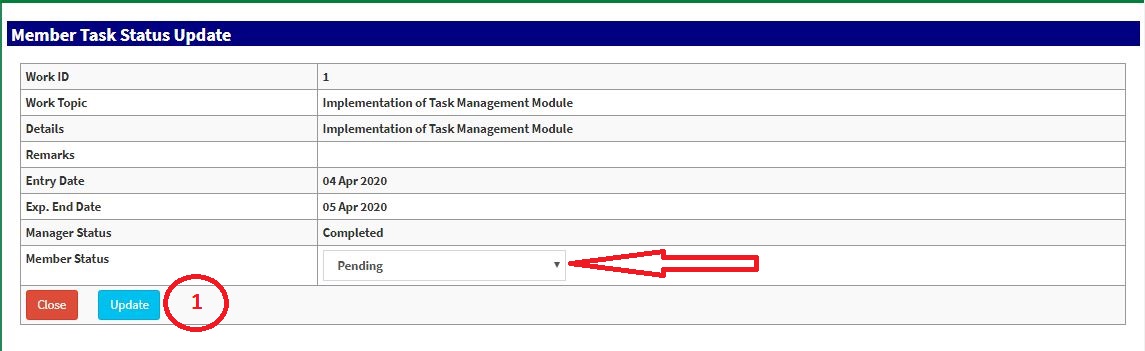 Member Task Status Update
Work ID 1
Work Topic Implementation of Task Management Module
Details Implementation of Task Management Module
Remarks
Entry Date 04 Apr 2020
Exp. End Date 05 Apr 2020
Manager Status Completed
Member Status Pending
Close Update 1